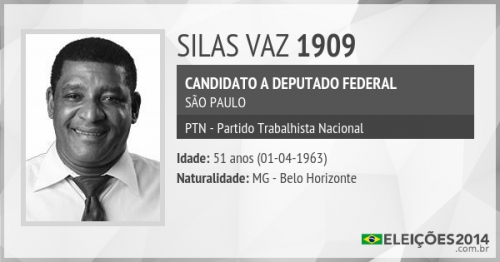 SILAS VAZ 1909
CANDIDATO A DEPUTADO FEDERAL
SÃO PAULO
PTN - Partido Trabalhista Nacional
Idade: 51 anos (01-04-1963)
Naturalidade: MG - Belo Horizonte
ELEIÇÕES2014
.com.br